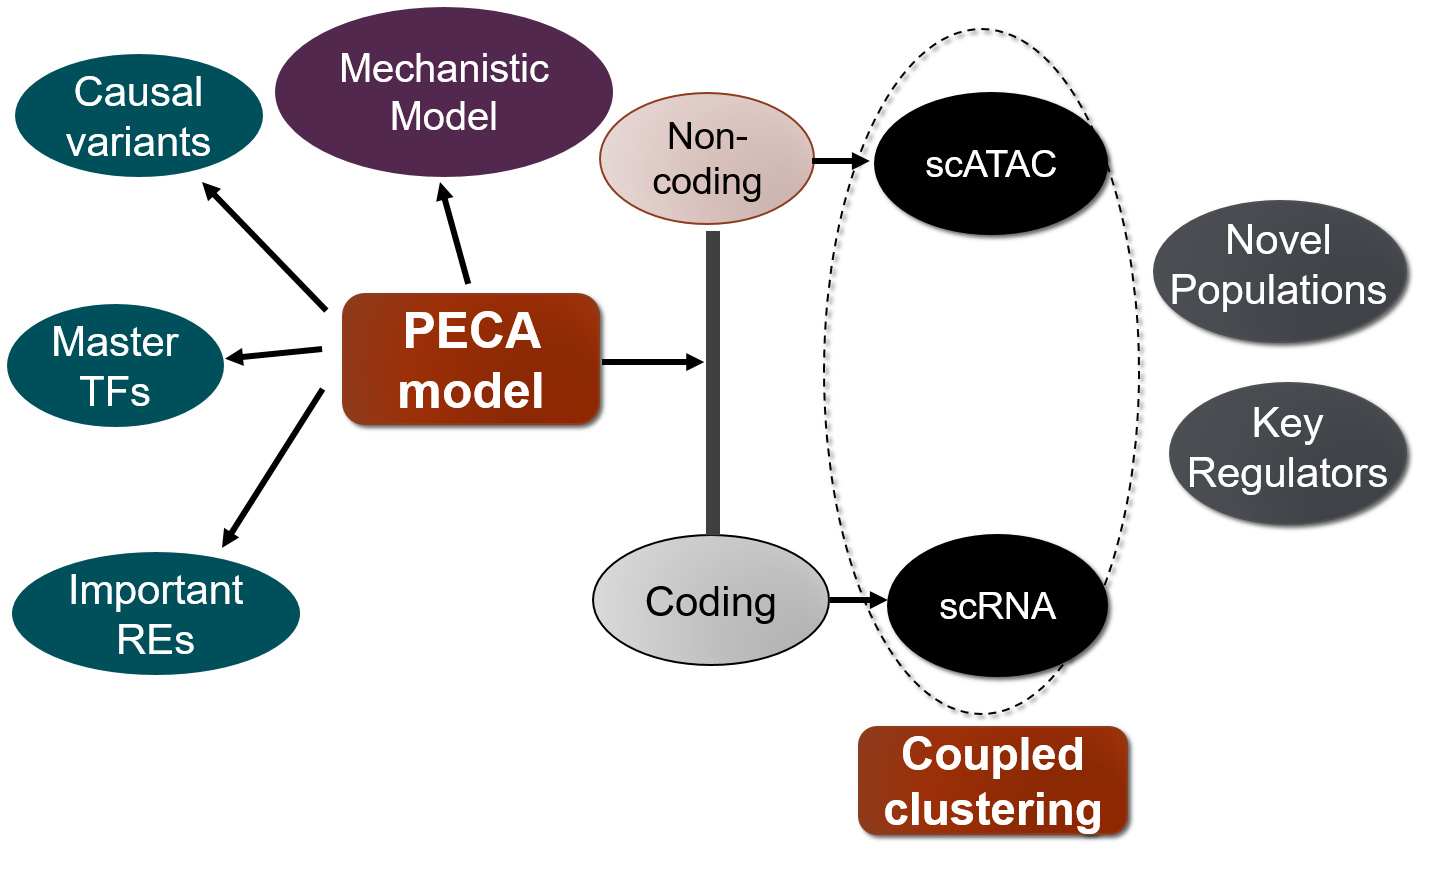 Causal
variants
Mechanistic
Model
Non-
coding
scATAC
Novel
Populations
Master
TFs
PECA
model
Key
Regulators
Important
REs
Coding
scRNA
Coupled
clustering